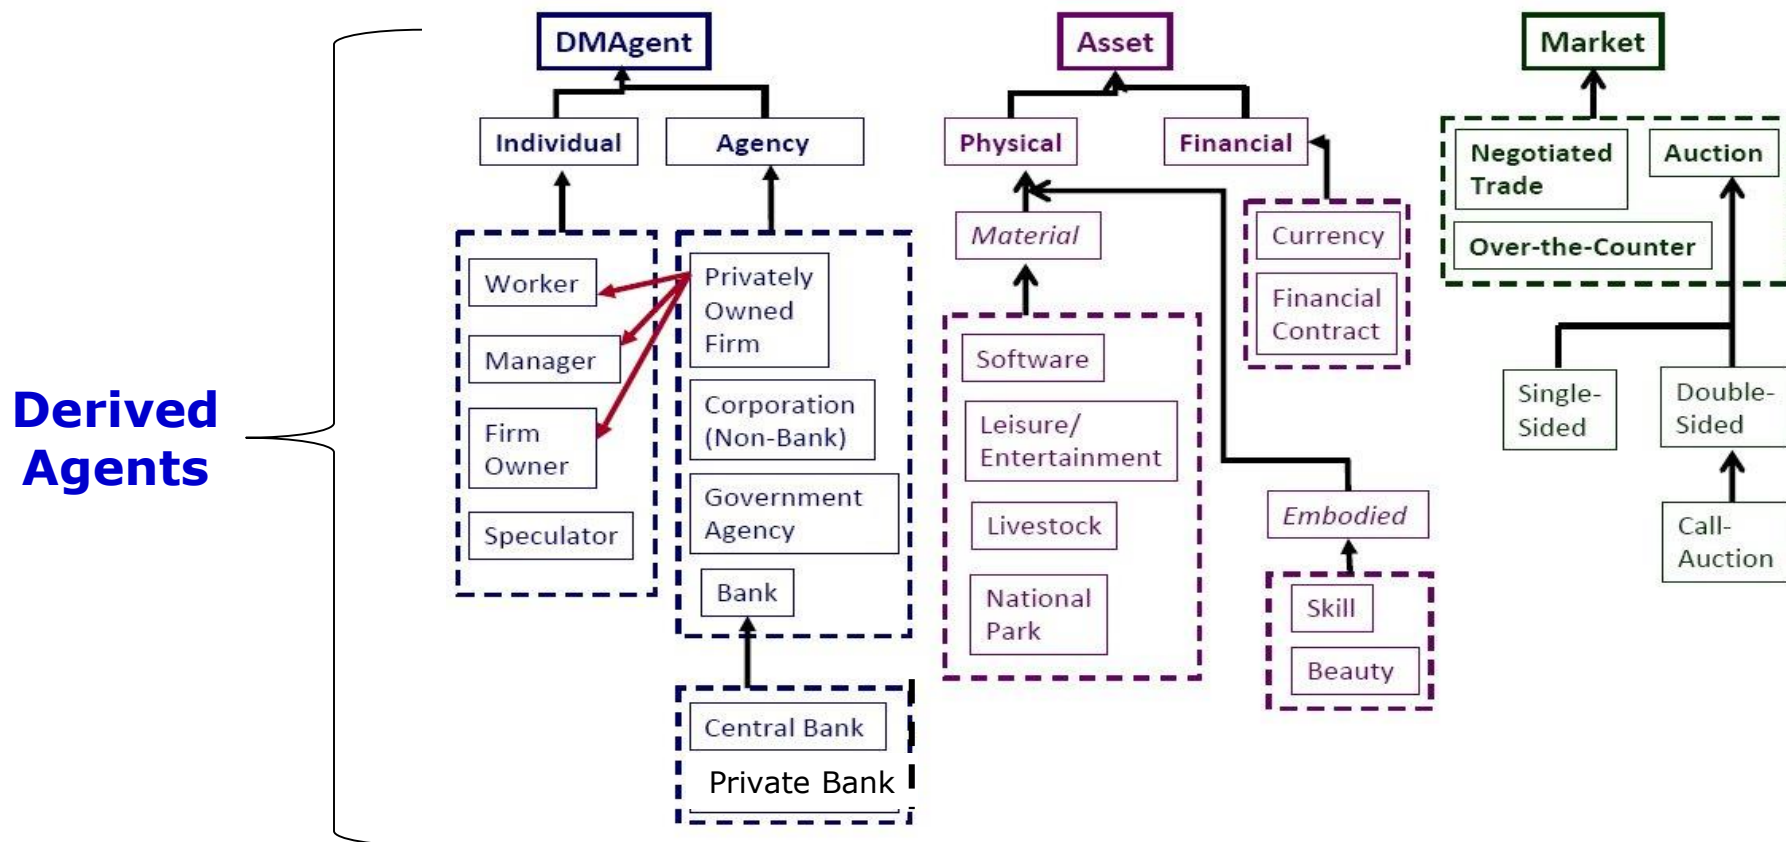 Derived
Agents
DMAgent
Individual
Agency
Worker
Manager
Firm
Owner
Speculator
Privately
Owned
Firm
Corporation
(Non-Bank)
Government
Agency
Bank
Central Bank
Private Bank
Asset
Physical
Financial
Material
Currency
Financial
Contract
Software
Leisure/
Entertainment
Livestock
National
Park
Embodied
Skill
Beauty
Market
Negotiated
Trade
Auction
Over-the-Counter
Single-
Sided
Double-
Sided
Call-
Auction